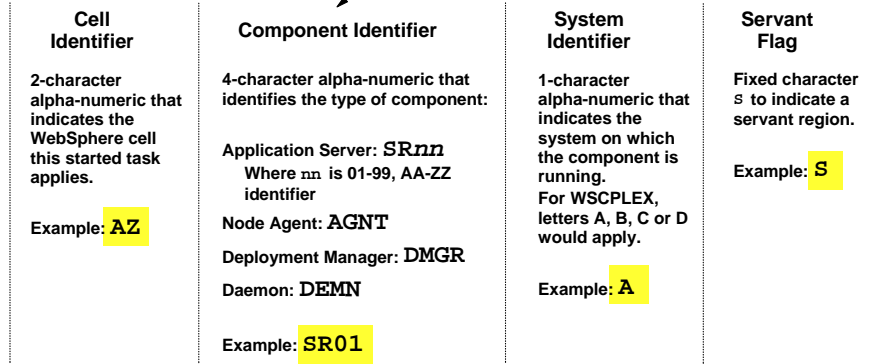 Cell
Identifier
2-character
alpha-numeric that
indicates the
WebSphere cell
this started task
applies.
Example: AZ
Component Identifier
4-character alpha-numeric that
identifies the type of component:
Application Server: SRnn
Where nn is 01-99, AA-ZZ
identifier
Node Agent: AGNT
Deployment Manager: DMGR
Daemon: DEMN
Example: SR01
System
Identifier
1-character
alpha-numeric that
indicates the
system on which
the component is
running.
For WSCPLEX,
letters A, B, C or D
would apply.
Example: A
Servant
Flag
Fixed character
S to indicate a
servant region.
Example: S